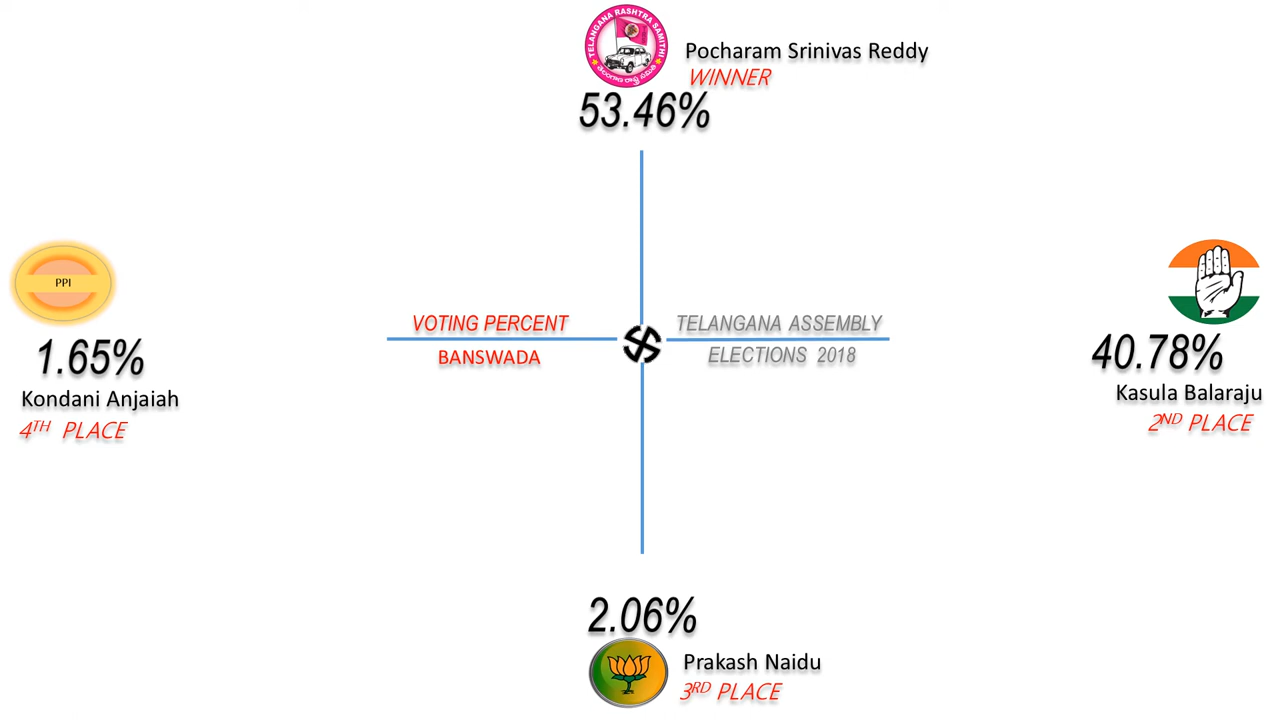 TELANGANA RASHTRA SAMITHI
తెలంగాణ రాష్ట్ర సమితి
Pocharam Srinivas Reddy
WINNER
53.46%
PPI
1.65%
Kondani Anjaiah
4TH PLACE
VOTING PERCENT
BANSWADA
TELANGANA ASSEMBLY
ELECTIONS 2018
40.78%
Kasula Balaraju
2ND PLACE
2.06%
Prakash Naidu
3RD PLACE